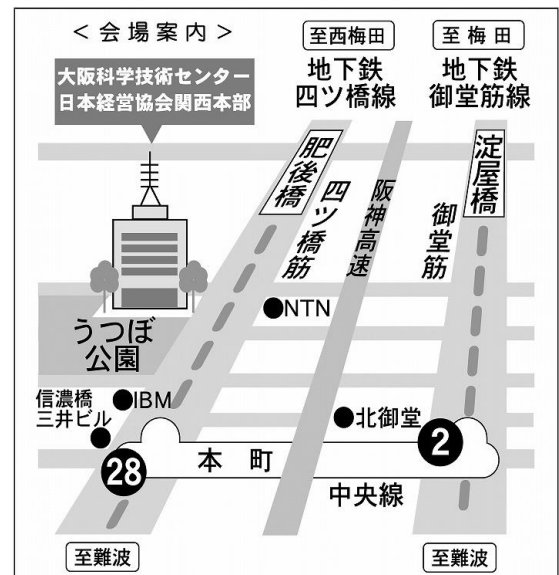 ＜会場案内＞
大阪科学技術センター
日本経営協会関西本部
至西梅田
地下鉄
四ツ橋線
至梅田
地下鉄
御堂筋線
肥後橋
四ツ橋筋
阪神高速
御堂筋
淀屋橋
NTN
うつぼ
公園
信濃橋
三井ビル
IBM
北御堂
2
28
本町
中央線
至難波
至難波